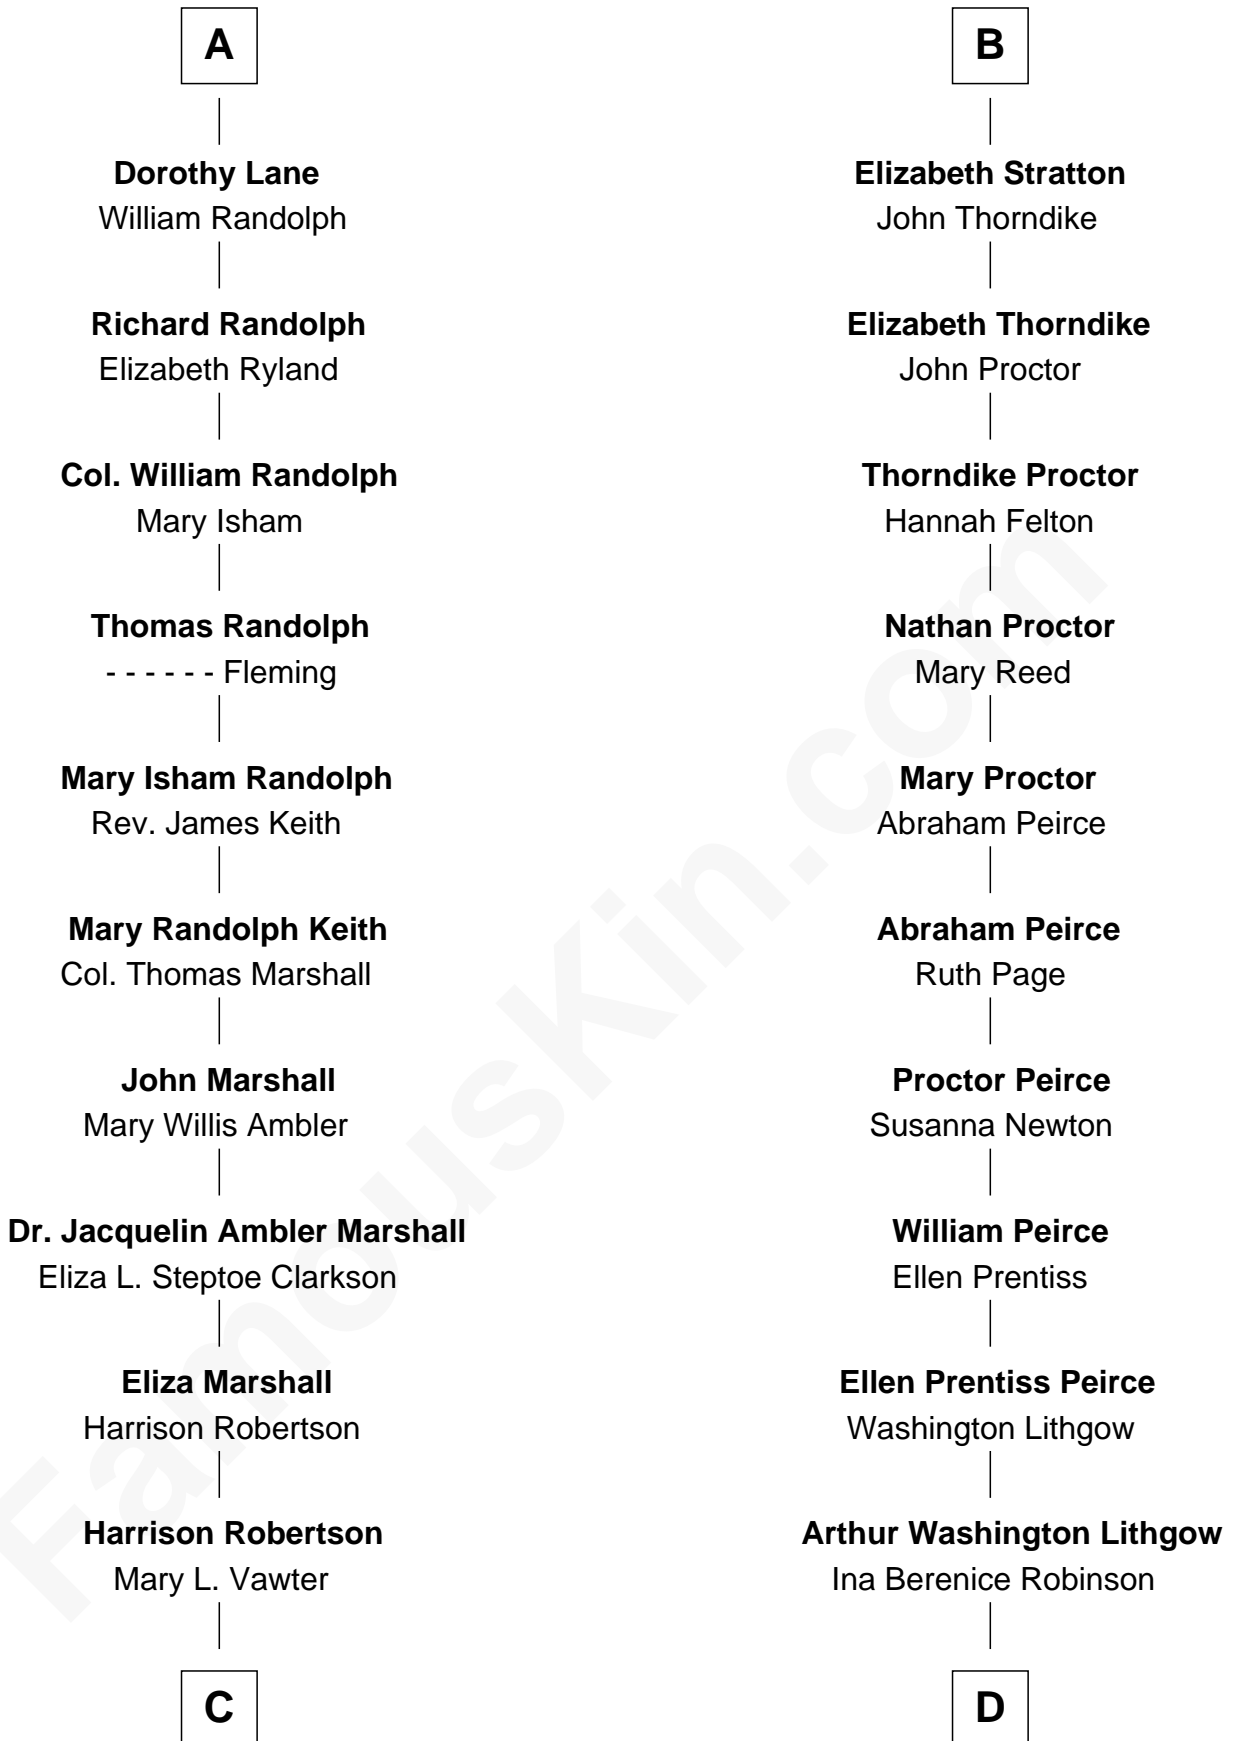 A
Dorothy Lane
William Randolph
Richard Randolph
Elizabeth Ryland
Col. William Randolph
Mary Isham
Thomas Randolph
- - - - - - Fleming
Mary Isham Randolph
Rev. James Keith
Mary Randolph Keith
Col. Thomas Marshall
John Marshall
Mary Willis Ambler
Dr. Jacquelin Ambler Marshall
Eliza L. Steptoe Clarkson
Eliza Marshall
Harrison Robertson
Harrison Robertson
Mary L. Vawter
C
B
Elizabeth Stratton
John Thorndike
Elizabeth Thorndike
John Proctor
Thorndike Proctor
Hannah Felton
Nathan Proctor
Mary Reed
Mary Proctor
Abraham Peirce
Abraham Peirce
Ruth Page
Proctor Peirce
Susanna Newton
William Peirce
Ellen Prentiss
Ellen Prentiss Peirce
Washington Lithgow
Arthur Washington Lithgow
Ina Berenice Robinson
D
FamousKin.com